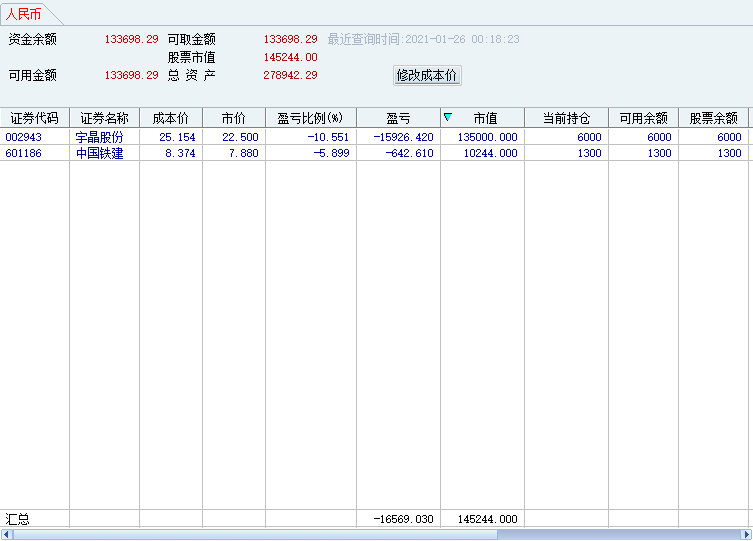 人民币
资金余额 133698.29 可取金额 133698.29 最近查询时间:2021-01-26 00:18:23
股票市值 145244.00
可用金额 133698.29 总 资 产 278942.29 修改成本价
证券代码 证券名称 成本价 市价 盈亏比例(%) 盈亏 市值 当前持仓 可用余额 股票余额
002943 宇晶股份 25.154 22.500 -10.551 -15926.420 135000.000 6000 6000 6000
601186 中国铁建 8.374 7.880 -5.899 -642.610 10244.000 1300 1300 1300
汇总 -16569.030 145244.000